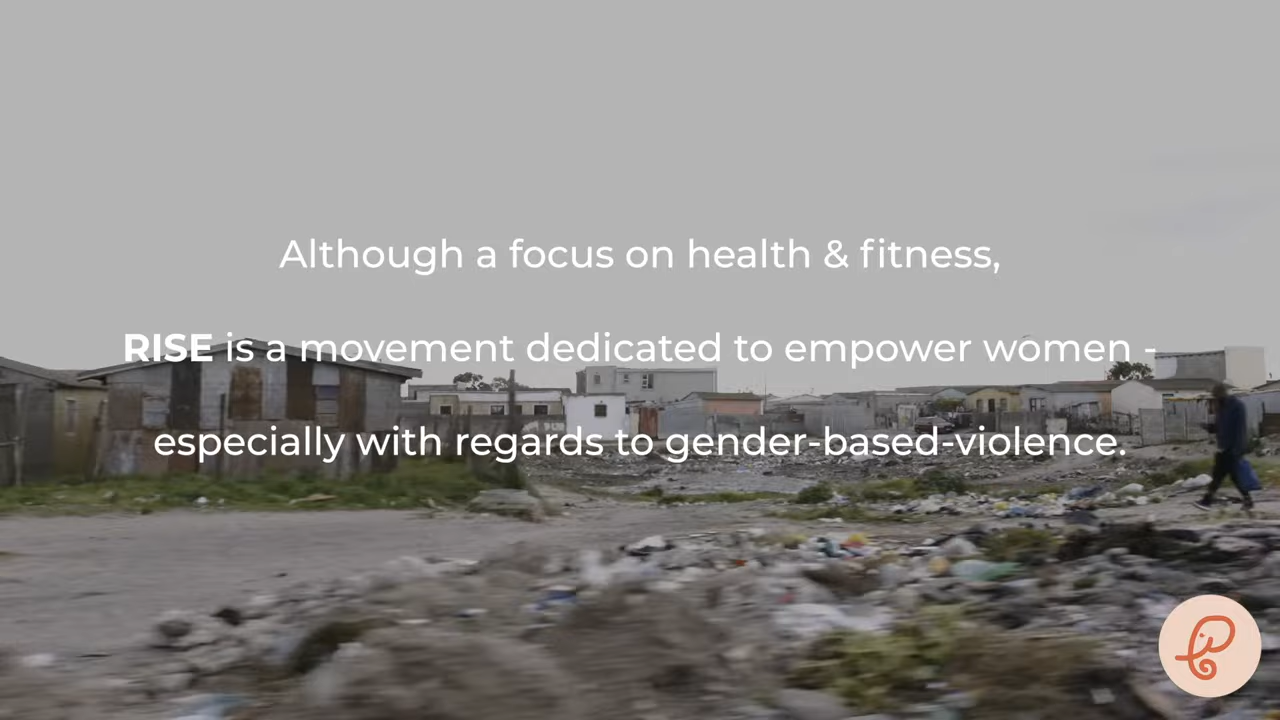 Although a focus on health & fitness,
RISE is a movement dedicated to empower women -
especially with regards to gender-based-violence.